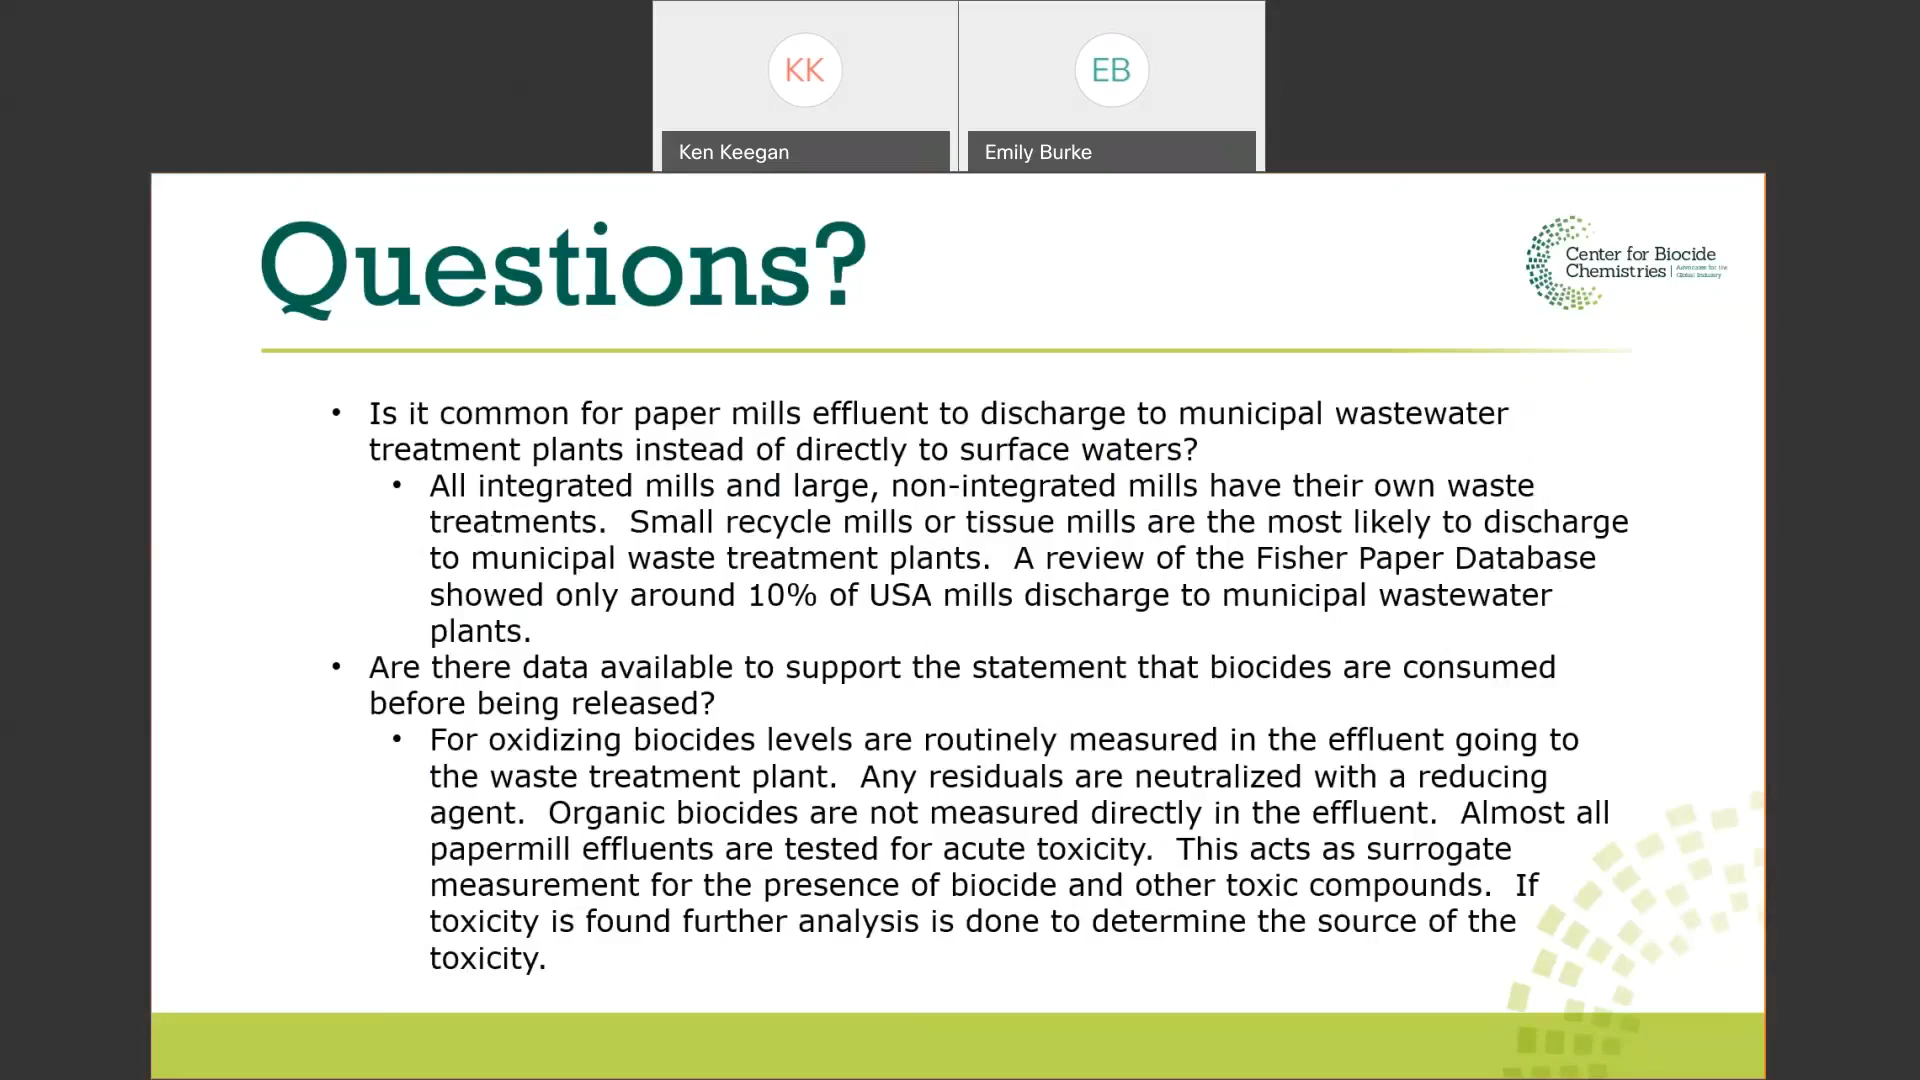 KK
EB
Ken Keegan
Emily Burke
Questions?
Center for Biocide
Chemistries | Advocates for the
Global Industry
• Is it common for paper mills effluent to discharge to municipal wastewater
treatment plants instead of directly to surface waters?
• All integrated mills and large, non-integrated mills have their own waste
treatments. Small recycle mills or tissue mills are the most likely to discharge
to municipal waste treatment plants. A review of the Fisher Paper Database
showed only around 10% of USA mills discharge to municipal wastewater
plants.
• Are there data available to support the statement that biocides are consumed
before being released?
• For oxidizing biocides levels are routinely measured in the effluent going to
the waste treatment plant. Any residuals are neutralized with a reducing
agent. Organic biocides are not measured directly in the effluent. Almost all
papermill effluents are tested for acute toxicity. This acts as surrogate
measurement for the presence of biocide and other toxic compounds. If
toxicity is found further analysis is done to determine the source of the
toxicity.